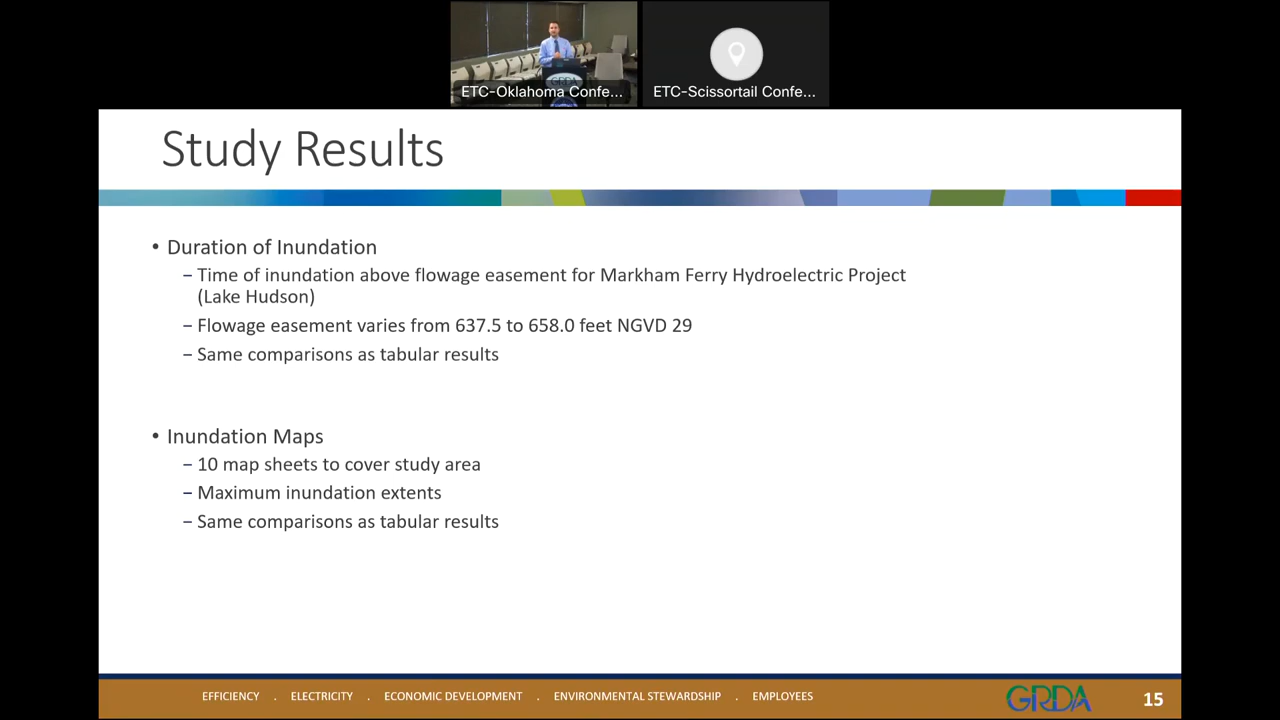 GRDA
ETC-Oklahoma Confe...
ETC-Scissortail Confe...
Study Results
• Duration of Inundation
– Time of inundation above flowage easement for Markham Ferry Hydroelectric Project
(Lake Hudson)
– Flowage easement varies from 637.5 to 658.0 feet NGVD 29
– Same comparisons as tabular results
• Inundation Maps
– 10 map sheets to cover study area
– Maximum inundation extents
– Same comparisons as tabular results
EFFICIENCY . ELECTRICITY . ECONOMIC DEVELOPMENT . ENVIRONMENTAL STEWARDSHIP . EMPLOYEES
GRDA
15